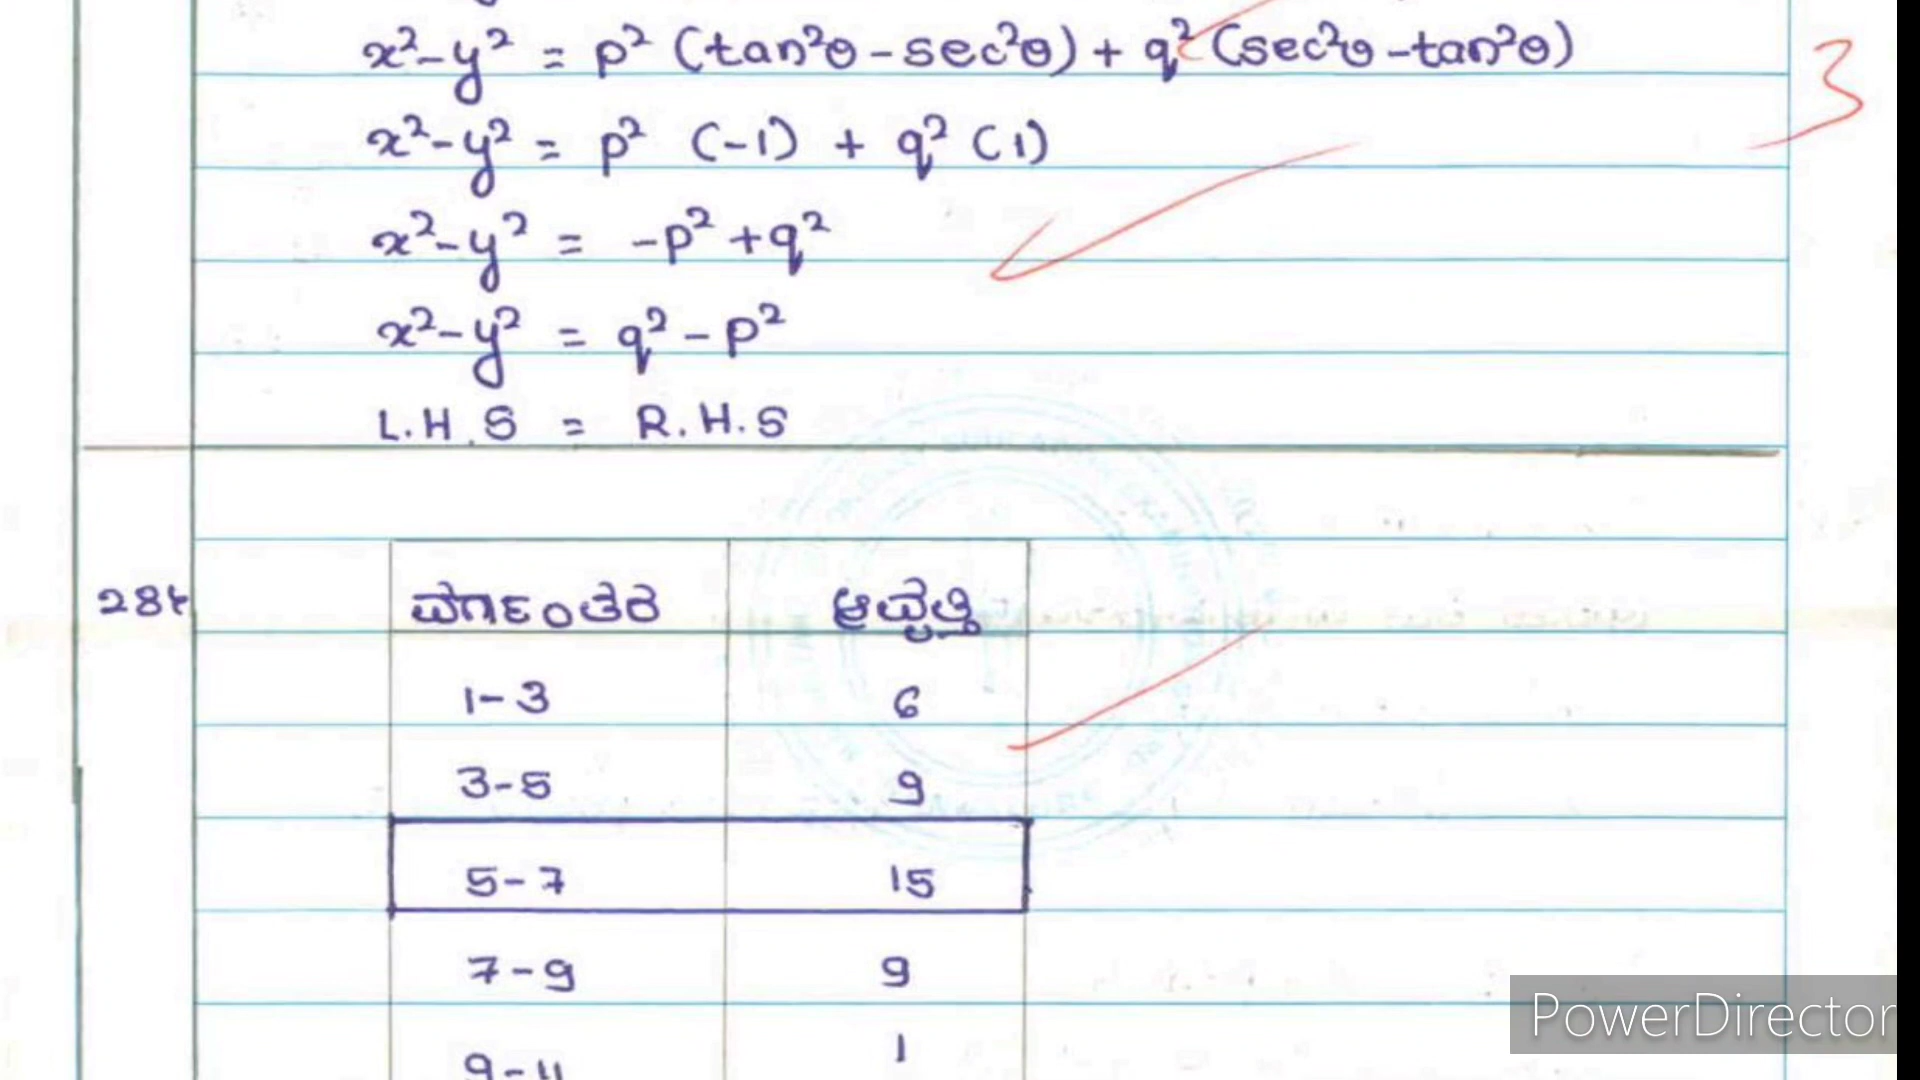 x²-y² = p² (tan²θ - sec²θ) + q² (sec²θ - tan²θ)
3
x²-y² = p² (-1) + q² (1)
x²-y² = -p² + q²
x²-y² = q² - p²
L.H.S = R.H.S
28
ವರ್ಗಾಂತರ ಆವೃತ್ತಿ
1-3 6
3-5 9
5-7 15
7-9 9
9-11 1
PowerDirector